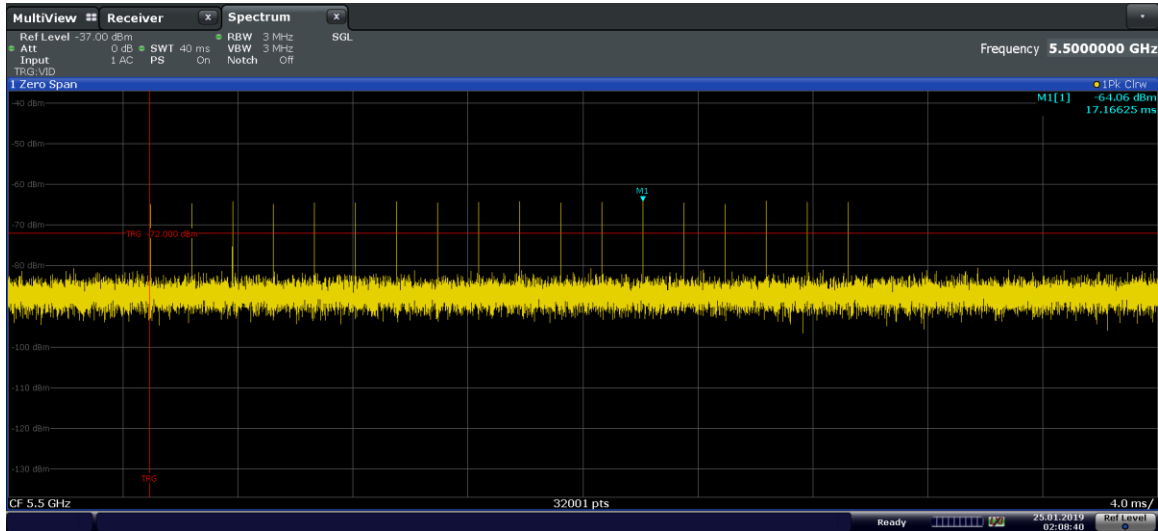 MultiView Receiver X Spectrum X
Ref Level -37.00 dBm RBW 3 MHz SGL
Att 0 dB SWT 40 ms VBW 3 MHz
Input 1 AC PS On Notch Off
TRG:VID
Frequency 5.5000000 GHz
1 Zero Span 1Pk Clrw
M1[1] -64.06 dBm
17.16625 ms
-40 dBm
-50 dBm
-60 dBm
M1
-70 dBm
TRG -72.000 dBm
-80 dBm
-100 dBm
-110 dBm
-120 dBm
-130 dBm
TRG
CF 5.5 GHz 32001 pts 4.0 ms/
Ready 25.01.2019 Ref Level
02:08:40